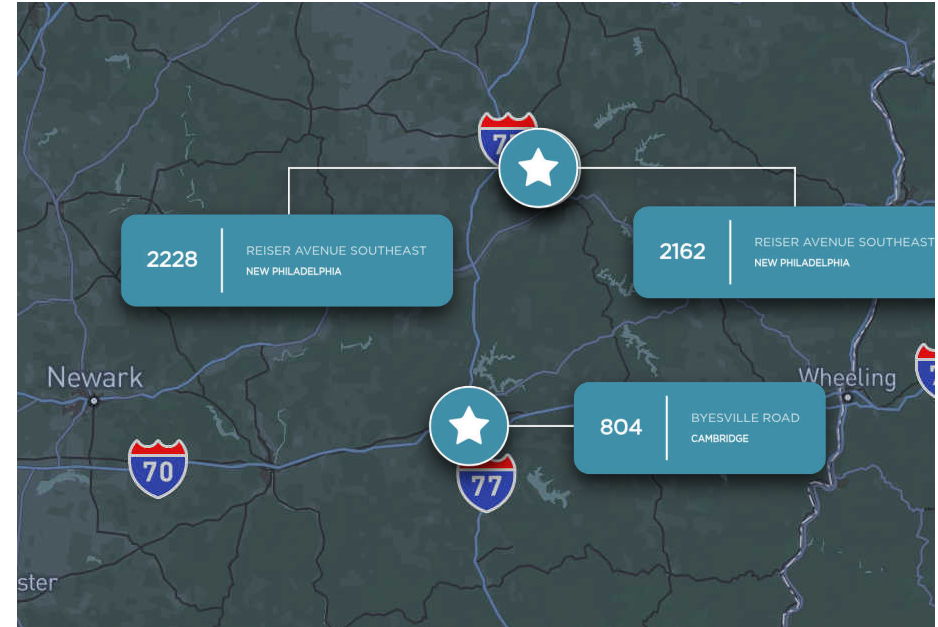 2228
REISER AVENUE SOUTHEAST
NEW PHILADELPHIA
2162
REISER AVENUE SOUTHEAST
NEW PHILADELPHIA
Newark
Wheeling
804
BYESVILLE ROAD
CAMBRIDGE
70
77
ster